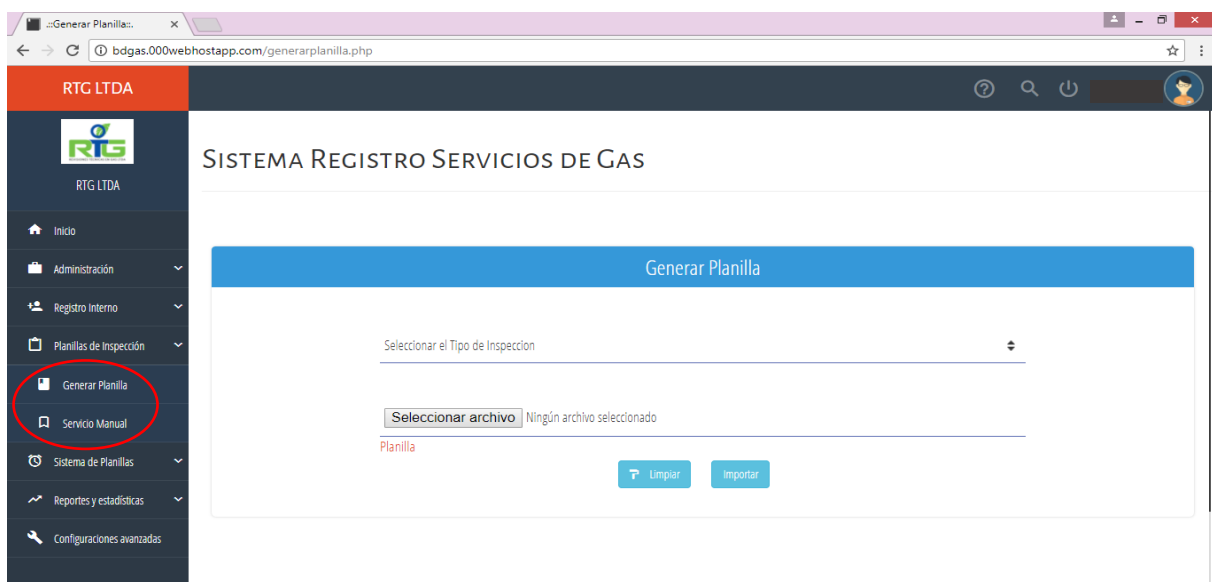 .::Generar Planilla::.
bdgas.000webhostapp.com/generarplanilla.php
RTG LTDA
RTG
RTG LTDA
SISTEMA REGISTRO SERVICIOS DE GAS
Inicio
Administración
Registro Interno
Planillas de Inspección
Generar Planilla
Servicio Manual
Sistema de Planillas
Reportes y estadísticas
Configuraciones avanzadas
Generar Planilla
Seleccionar el Tipo de Inspeccion
Seleccionar archivo Ningún archivo seleccionado
Planilla
Limpiar Importar